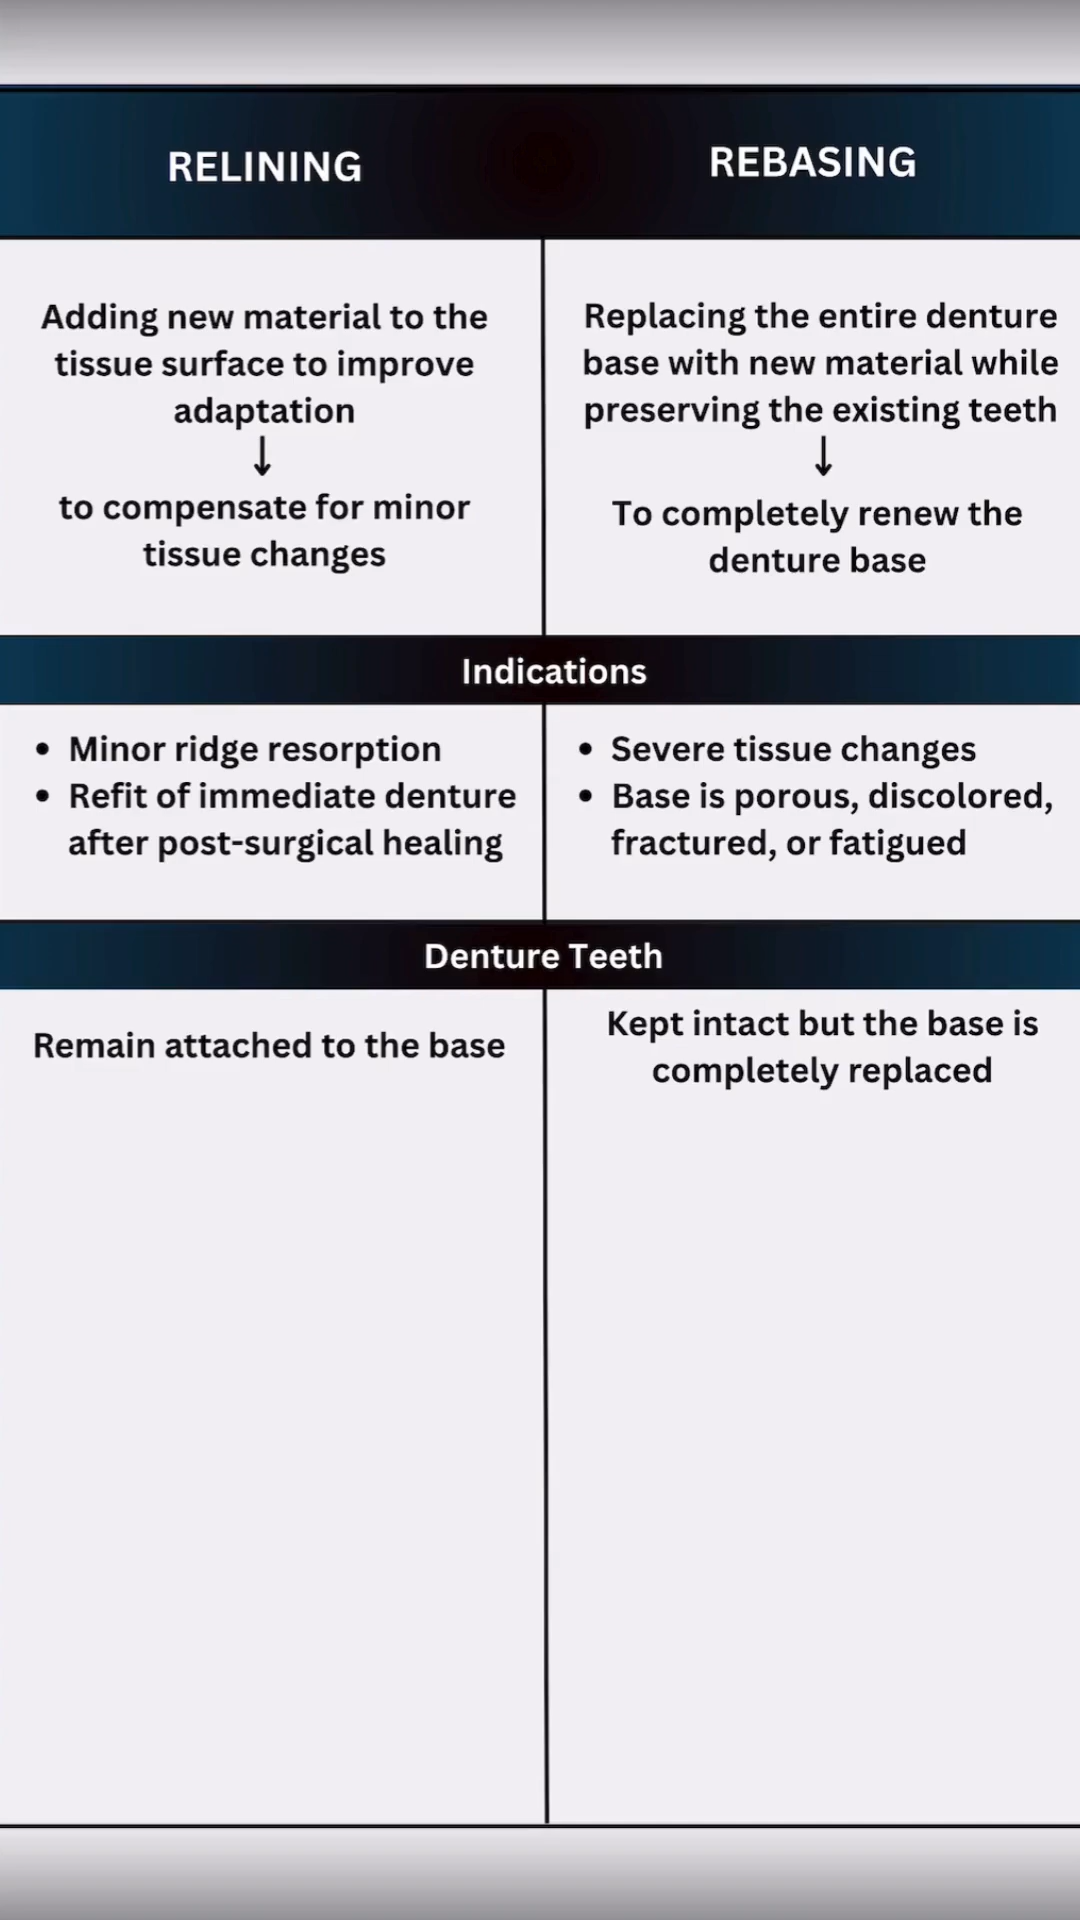 RELINING
REBASING
Adding new material to the
tissue surface to improve
adaptation
↓
to compensate for minor
tissue changes
Replacing the entire denture
base with new material while
preserving the existing teeth
↓
To completely renew the
denture base
Indications
• Minor ridge resorption
• Refit of immediate denture
after post-surgical healing
• Severe tissue changes
• Base is porous, discolored,
fractured, or fatigued
Denture Teeth
Remain attached to the base
Kept intact but the base is
completely replaced